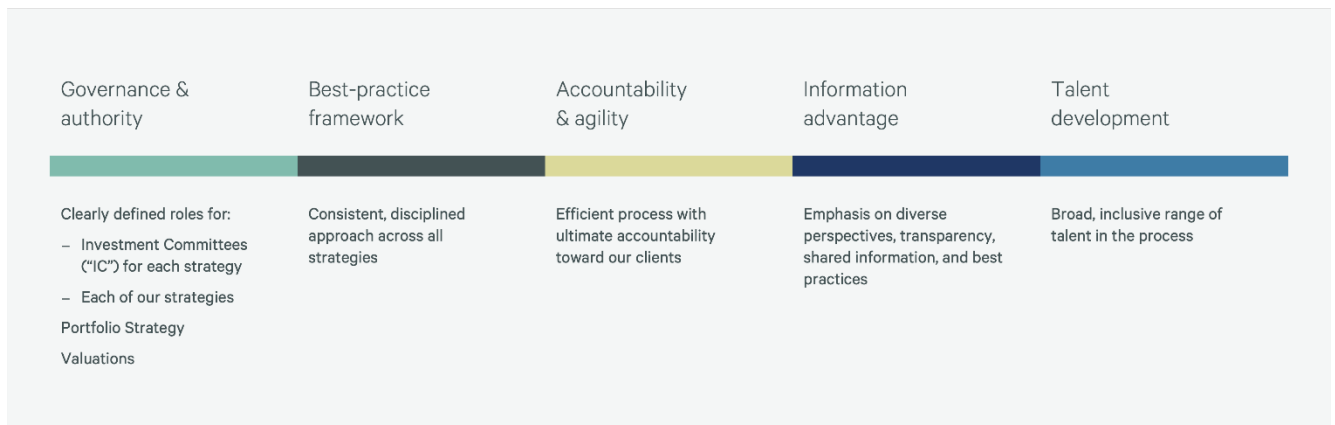 Governance &
authority
Best-practice
framework
Accountability
& agility
Information
advantage
Talent
development
Clearly defined roles for:
– Investment Committees
(“IC”) for each strategy
– Each of our strategies
Portfolio Strategy
Valuations
Consistent, disciplined
approach across all
strategies
Efficient process with
ultimate accountability
toward our clients
Emphasis on diverse
perspectives, transparency,
shared information, and best
practices
Broad, inclusive range of
talent in the process